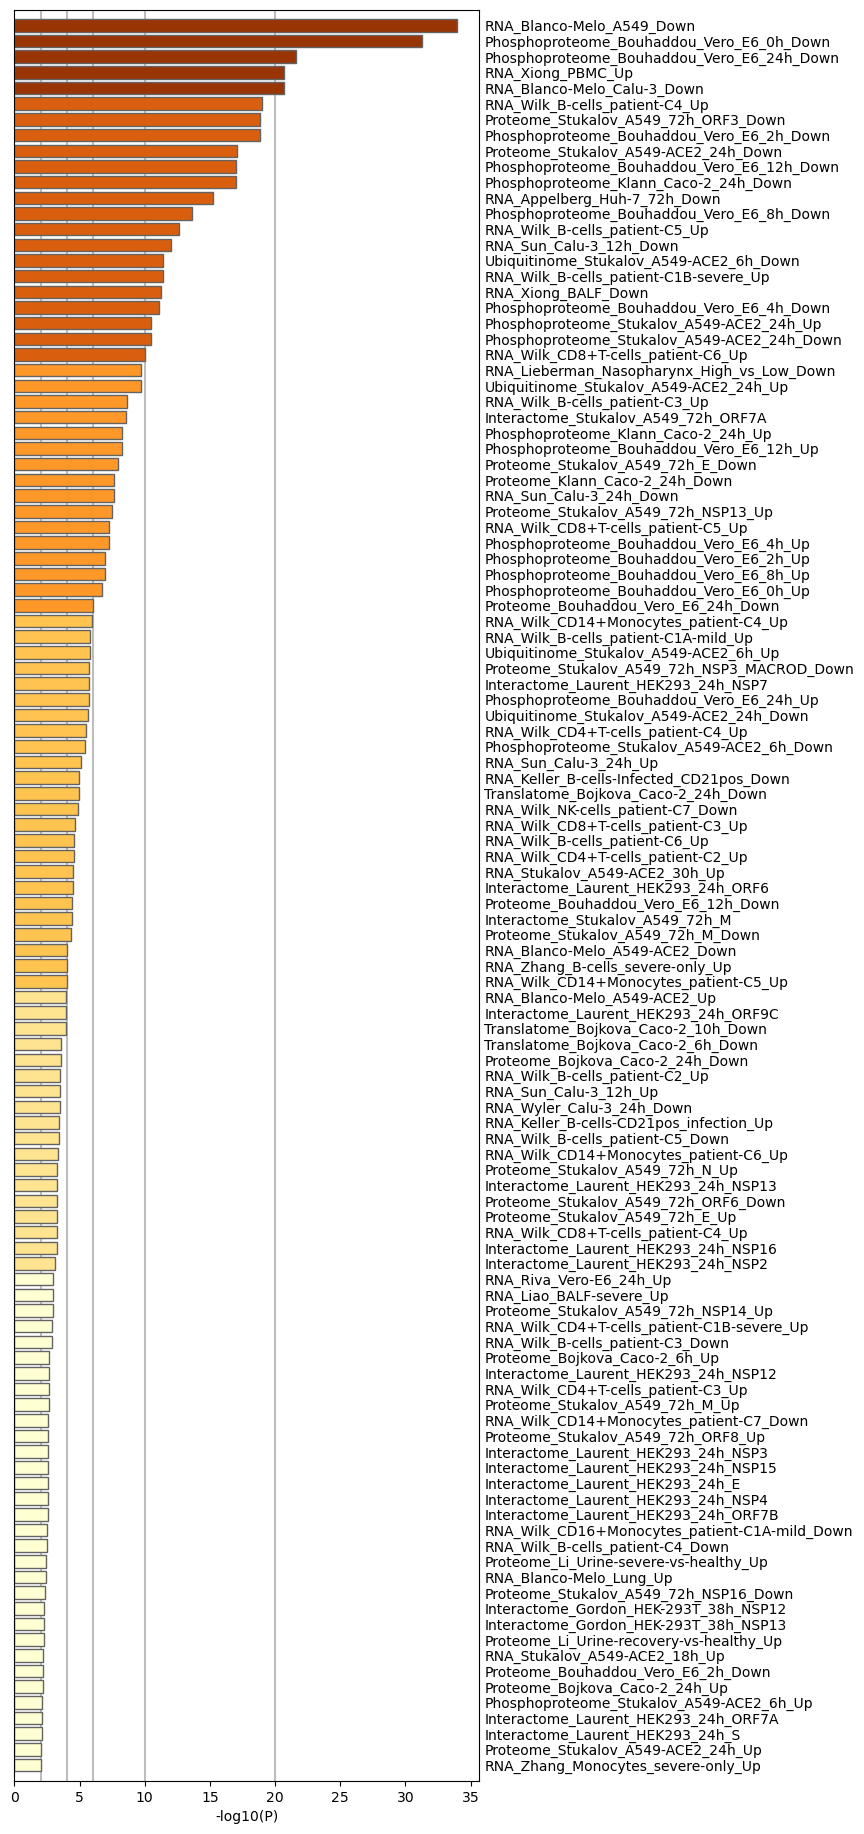 RNA_Blanco-Melo_A549_Down
Phosphoproteome_Bouhaddou_Vero_E6_0h_Down
Phosphoproteome_Bouhaddou_Vero_E6_24h_Down
RNA_Xiong_PBMC_Up
RNA_Blanco-Melo_Calu-3_Down
RNA_Wilk_B-cells_patient-C4_Up
Proteome_Stukalov_A549_72h_ORF3_Down
Phosphoproteome_Bouhaddou_Vero_E6_2h_Down
Proteome_Stukalov_A549-ACE2_24h_Down
Phosphoproteome_Bouhaddou_Vero_E6_12h_Down
Phosphoproteome_Klann_Caco-2_24h_Down
RNA_Appelberg_Huh-7_72h_Down
Phosphoproteome_Bouhaddou_Vero_E6_8h_Down
RNA_Wilk_B-cells_patient-C5_Up
RNA_Sun_Calu-3_12h_Down
Ubiquitinome_Stukalov_A549-ACE2_6h_Down
RNA_Wilk_B-cells_patient-C1B-severe_Up
RNA_Xiong_BALF_Down
Phosphoproteome_Bouhaddou_Vero_E6_4h_Down
Phosphoproteome_Stukalov_A549-ACE2_24h_Up
Phosphoproteome_Stukalov_A549-ACE2_24h_Down
RNA_Wilk_CD8+T-cells_patient-C6_Up
RNA_Lieberman_Nasopharynx_High_vs_Low_Down
Ubiquitinome_Stukalov_A549-ACE2_24h_Up
RNA_Wilk_B-cells_patient-C3_Up
Interactome_Stukalov_A549_72h_ORF7A
Phosphoproteome_Klann_Caco-2_24h_Up
Phosphoproteome_Bouhaddou_Vero_E6_12h_Up
Proteome_Stukalov_A549_72h_E_Down
Proteome_Klann_Caco-2_24h_Down
RNA_Sun_Calu-3_24h_Down
Proteome_Stukalov_A549_72h_NSP13_Up
RNA_Wilk_CD8+T-cells_patient-C5_Up
Phosphoproteome_Bouhaddou_Vero_E6_4h_Up
Phosphoproteome_Bouhaddou_Vero_E6_2h_Up
Phosphoproteome_Bouhaddou_Vero_E6_8h_Up
Phosphoproteome_Bouhaddou_Vero_E6_0h_Up
Proteome_Bouhaddou_Vero_E6_24h_Down
RNA_Wilk_CD14+Monocytes_patient-C4_Up
RNA_Wilk_B-cells_patient-C1A-mild_Up
Ubiquitinome_Stukalov_A549-ACE2_6h_Up
Proteome_Stukalov_A549_72h_NSP3_MACROD_Down
Interactome_Laurent_HEK293_24h_NSP7
Phosphoproteome_Bouhaddou_Vero_E6_24h_Up
Ubiquitinome_Stukalov_A549-ACE2_24h_Down
RNA_Wilk_CD4+T-cells_patient-C4_Up
Phosphoproteome_Stukalov_A549-ACE2_6h_Down
RNA_Sun_Calu-3_24h_Up
RNA_Keller_B-cells-Infected_CD21pos_Down
Translatome_Bojkova_Caco-2_24h_Down
RNA_Wilk_NK-cells_patient-C7_Down
RNA_Wilk_CD8+T-cells_patient-C3_Up
RNA_Wilk_B-cells_patient-C6_Up
RNA_Wilk_CD4+T-cells_patient-C2_Up
RNA_Stukalov_A549-ACE2_30h_Up
Interactome_Laurent_HEK293_24h_ORF6
Proteome_Bouhaddou_Vero_E6_12h_Down
Interactome_Stukalov_A549_72h_M
Proteome_Stukalov_A549_72h_M_Down
RNA_Blanco-Melo_A549-ACE2_Down
RNA_Zhang_B-cells_severe-only_Up
RNA_Wilk_CD14+Monocytes_patient-C5_Up
RNA_Blanco-Melo_A549-ACE2_Up
Interactome_Laurent_HEK293_24h_ORF9C
Translatome_Bojkova_Caco-2_10h_Down
Translatome_Bojkova_Caco-2_6h_Down
Proteome_Bojkova_Caco-2_24h_Down
RNA_Wilk_B-cells_patient-C2_Up
RNA_Sun_Calu-3_12h_Up
RNA_Wyler_Calu-3_24h_Down
RNA_Keller_B-cells-CD21pos_infection_Up
RNA_Wilk_B-cells_patient-C5_Down
RNA_Wilk_CD14+Monocytes_patient-C6_Up
Proteome_Stukalov_A549_72h_N_Up
Interactome_Laurent_HEK293_24h_NSP13
Proteome_Stukalov_A549_72h_ORF6_Down
Proteome_Stukalov_A549_72h_E_Up
RNA_Wilk_CD8+T-cells_patient-C4_Up
Interactome_Laurent_HEK293_24h_NSP16
Interactome_Laurent_HEK293_24h_NSP2
RNA_Riva_Vero-E6_24h_Up
RNA_Liao_BALF-severe_Up
Proteome_Stukalov_A549_72h_NSP14_Up
RNA_Wilk_CD4+T-cells_patient-C1B-severe_Up
RNA_Wilk_B-cells_patient-C3_Down
Proteome_Bojkova_Caco-2_6h_Up
Interactome_Laurent_HEK293_24h_NSP12
RNA_Wilk_CD4+T-cells_patient-C3_Up
Proteome_Stukalov_A549_72h_M_Up
RNA_Wilk_CD14+Monocytes_patient-C7_Down
Proteome_Stukalov_A549_72h_ORF8_Up
Interactome_Laurent_HEK293_24h_NSP3
Interactome_Laurent_HEK293_24h_NSP15
Interactome_Laurent_HEK293_24h_E
Interactome_Laurent_HEK293_24h_NSP4
Interactome_Laurent_HEK293_24h_ORF7B
RNA_Wilk_CD16+Monocytes_patient-C1A-mild_Down
RNA_Wilk_B-cells_patient-C4_Down
Proteome_Li_Urine-severe-vs-healthy_Up
RNA_Blanco-Melo_Lung_Up
Proteome_Stukalov_A549_72h_NSP16_Down
Interactome_Gordon_HEK-293T_38h_NSP12
Interactome_Gordon_HEK-293T_38h_NSP13
Proteome_Li_Urine-recovery-vs-healthy_Up
RNA_Stukalov_A549-ACE2_18h_Up
Proteome_Bouhaddou_Vero_E6_2h_Down
Proteome_Bojkova_Caco-2_24h_Up
Phosphoproteome_Stukalov_A549-ACE2_6h_Up
Interactome_Laurent_HEK293_24h_ORF7A
Interactome_Laurent_HEK293_24h_S
Proteome_Stukalov_A549-ACE2_24h_Up
RNA_Zhang_Monocytes_severe-only_Up
0 5 10 15 20 25 30 35
-log10(P)